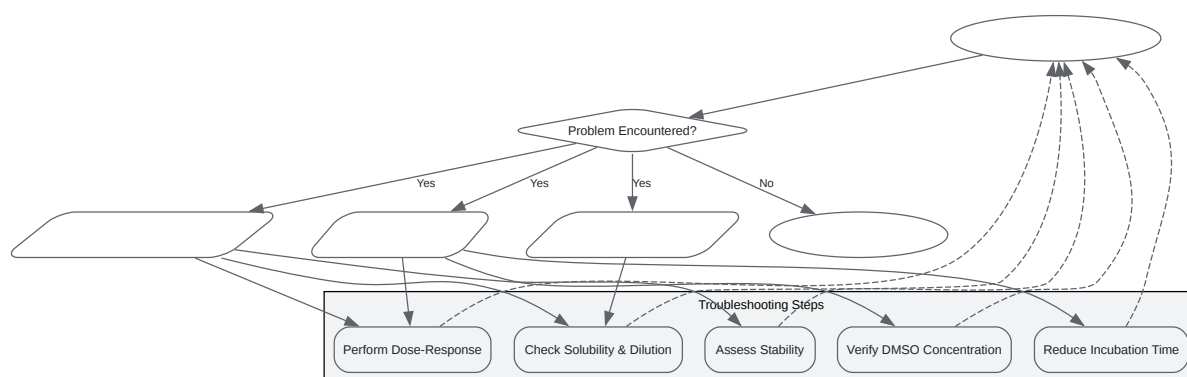 Problem Encountered?
Yes
Yes
Yes
No
Troubleshooting Steps
Perform Dose-Response
Check Solubility & Dilution
Assess Stability
Verify DMSO Concentration
Reduce Incubation Time